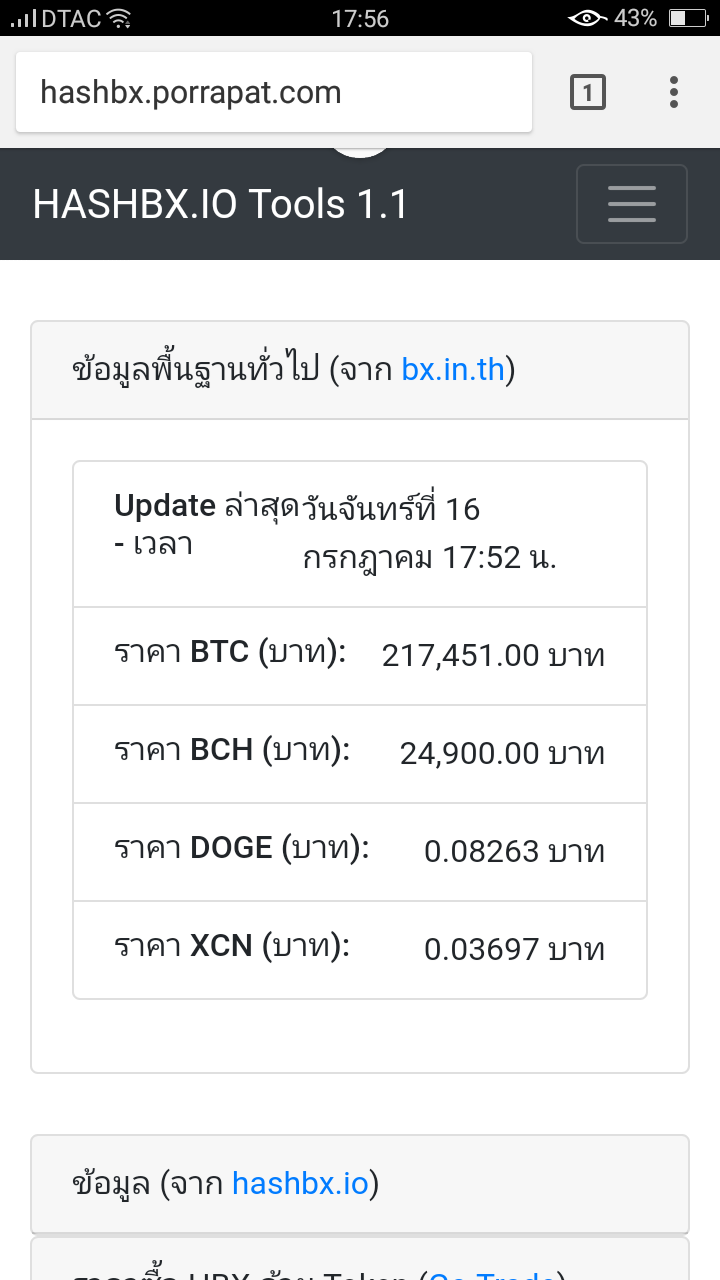 DTAC 17:56 43%
hashbx.porrapat.com 1
HASHBX.IO Tools 1.1
ข้อมูลพื้นฐานทั่วไป (จาก bx.in.th)
Update ล่าสุด
- เวลา
วันจันทร์ที่ 16
กรกฎาคม 17:52 น.
ราคา BTC (บาท): 217,451.00 บาท
ราคา BCH (บาท): 24,900.00 บาท
ราคา DOGE (บาท): 0.08263 บาท
ราคา XCN (บาท): 0.03697 บาท
ข้อมูล (จาก hashbx.io)